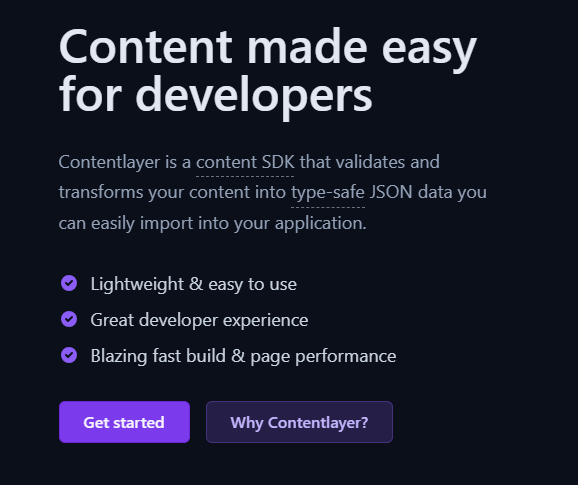 Content made easy
for developers
Contentlayer is a content SDK that validates and
transforms your content into type-safe JSON data you
can easily import into your application.
Lightweight & easy to use
Great developer experience
Blazing fast build & page performance
Get started
Why Contentlayer?